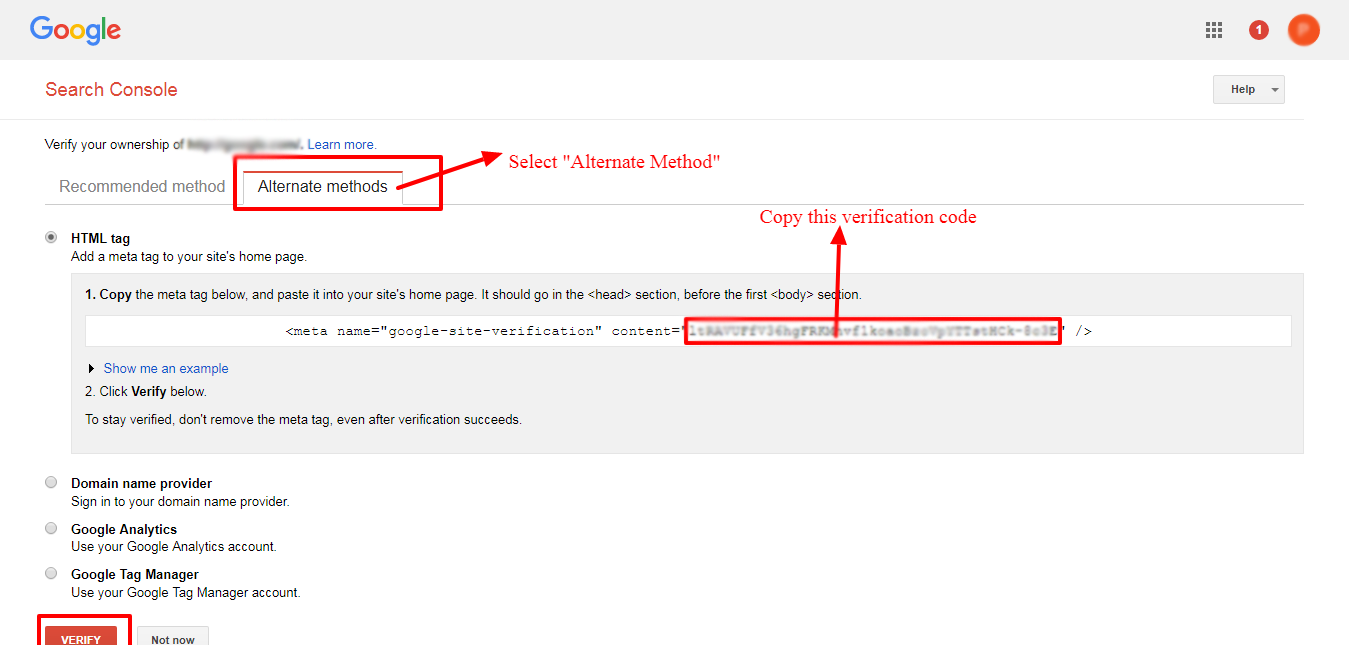 Google
1
Search Console
Help
Verify your ownership of Learn more.
Select "Alternate Method"
Recommended method Alternate methods
Copy this verification code
HTML tag
Add a meta tag to your site's home page.
1. Copy the meta tag below, and paste it into your site's home page. It should go in the <head> section, before the first <body> section.
<meta name="google-site-verification" content=" " />
Show me an example
2. Click Verify below.
To stay verified, don't remove the meta tag, even after verification succeeds.
Domain name provider
Sign in to your domain name provider.
Google Analytics
Use your Google Analytics account.
Google Tag Manager
Use your Google Tag Manager account.
VERIFY Not now